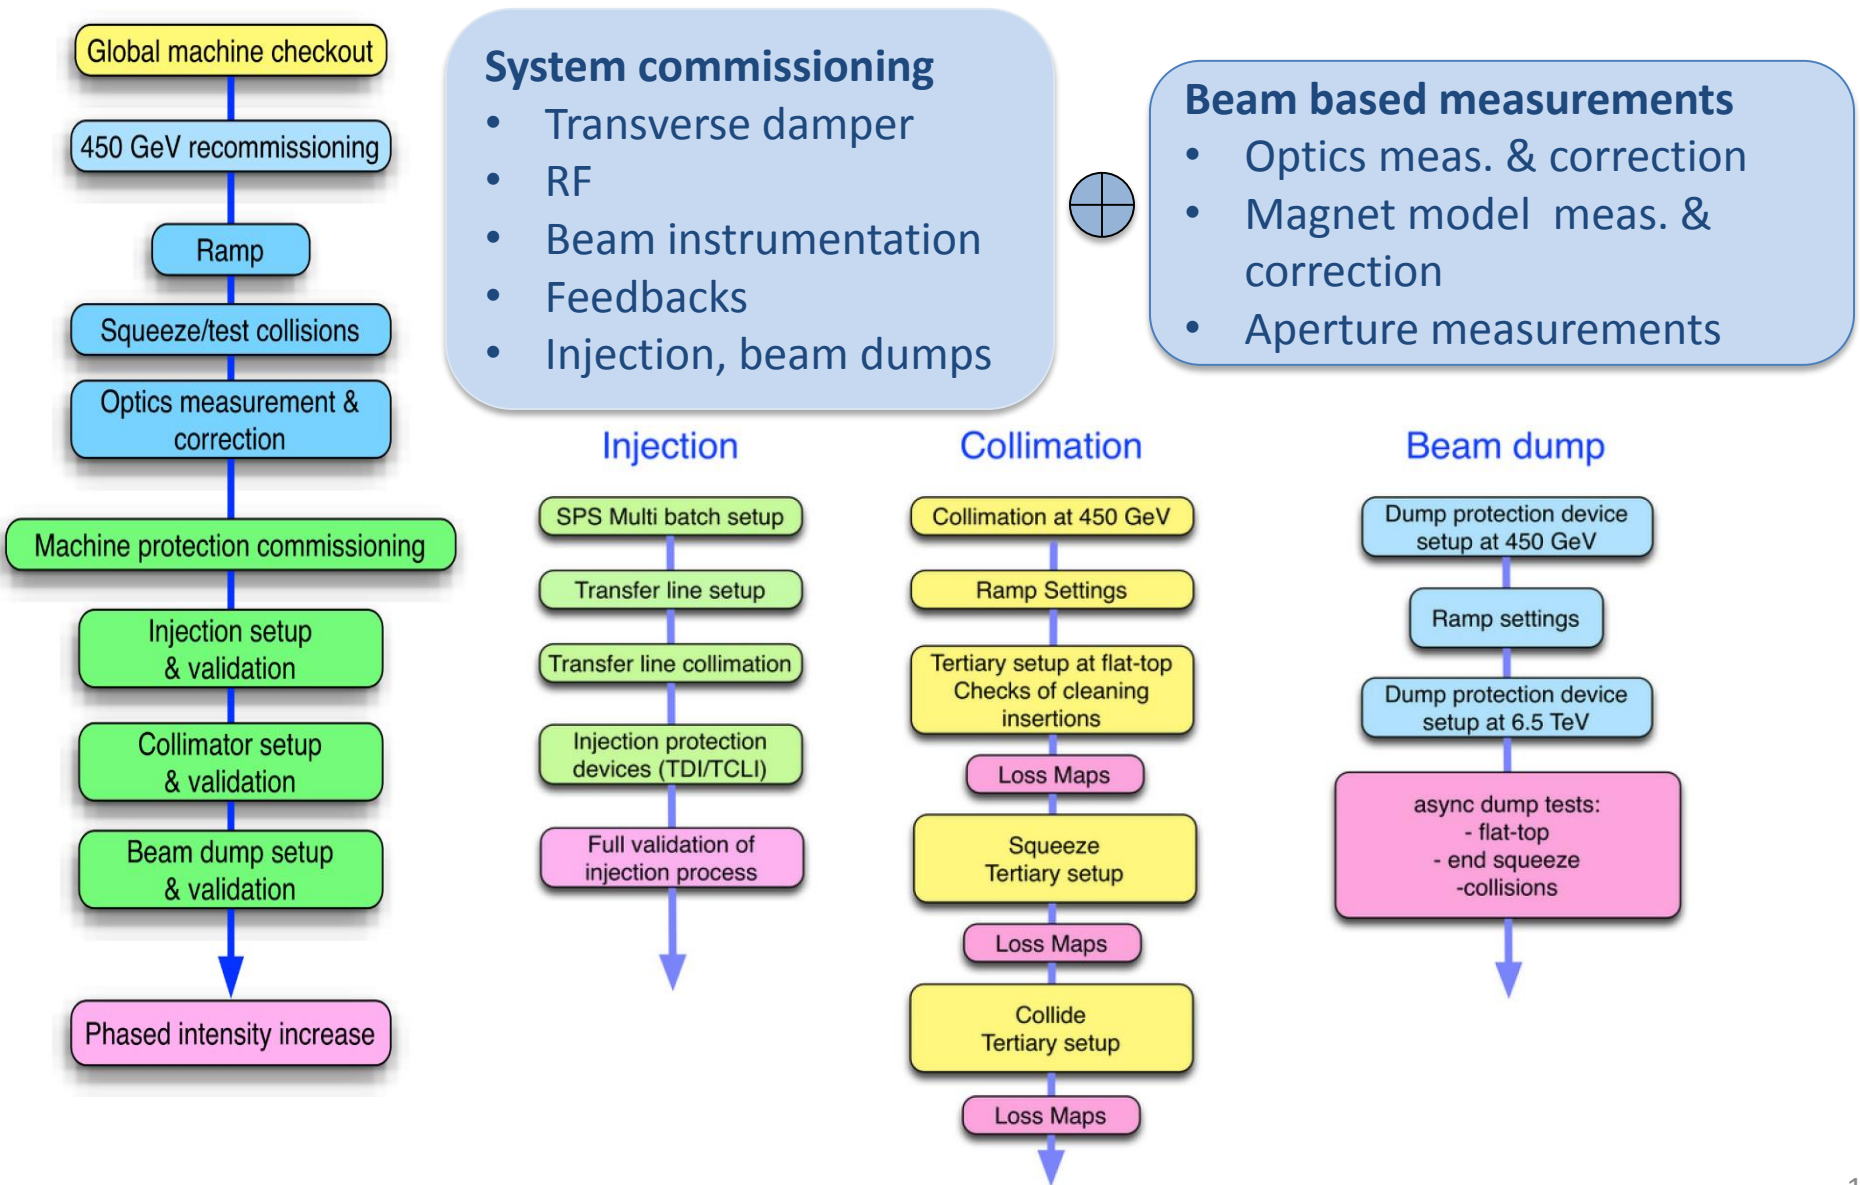 Global machine checkout
450 GeV recommissioning
Ramp
Squeeze/test collisions
Optics measurement &
correction
Machine protection commissioning
Injection setup
& validation
Collimator setup
& validation
Beam dump setup
& validation
Phased intensity increase
System commissioning
• Transverse damper
• RF
• Beam instrumentation
• Feedbacks
• Injection, beam dumps
Beam based measurements
• Optics meas. & correction
• Magnet model meas. &
correction
• Aperture measurements
Injection
SPS Multi batch setup
Transfer line setup
Transfer line collimation
Injection protection
devices (TDI/TCLI)
Full validation of
injection process
Collimation
Collimation at 450 GeV
Ramp Settings
Tertiary setup at flat-top
Checks of cleaning
insertions
Loss Maps
Squeeze
Tertiary setup
Loss Maps
Collide
Tertiary setup
Loss Maps
Beam dump
Dump protection device
setup at 450 GeV
Ramp settings
Dump protection device
setup at 6.5 TeV
async dump tests:
- flat-top
- end squeeze
-collisions